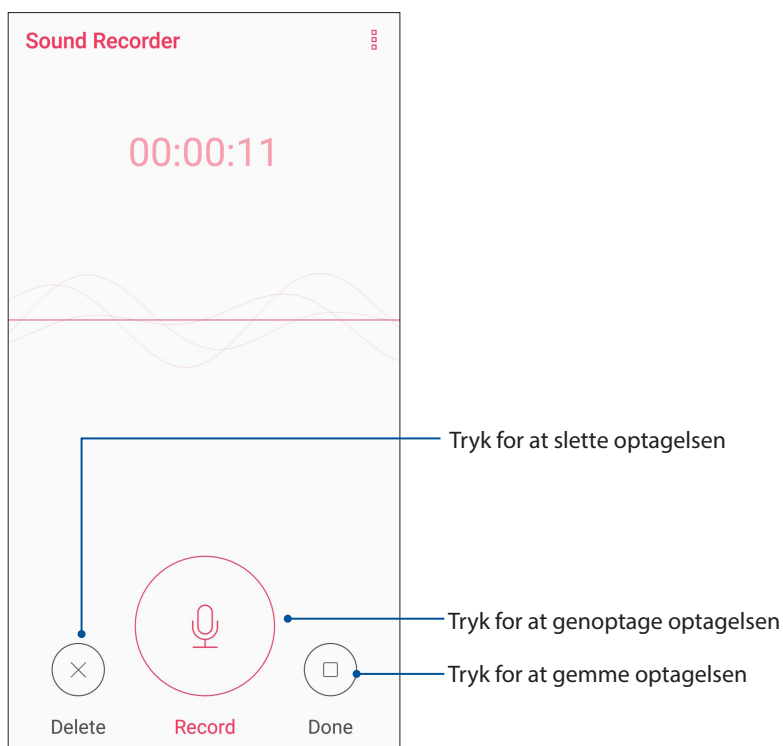 Sound Recorder
00:00:11
Tryk for at slette optagelsen
Tryk for at genoptage optagelsen
Tryk for at gemme optagelsen
Delete
Record
Done